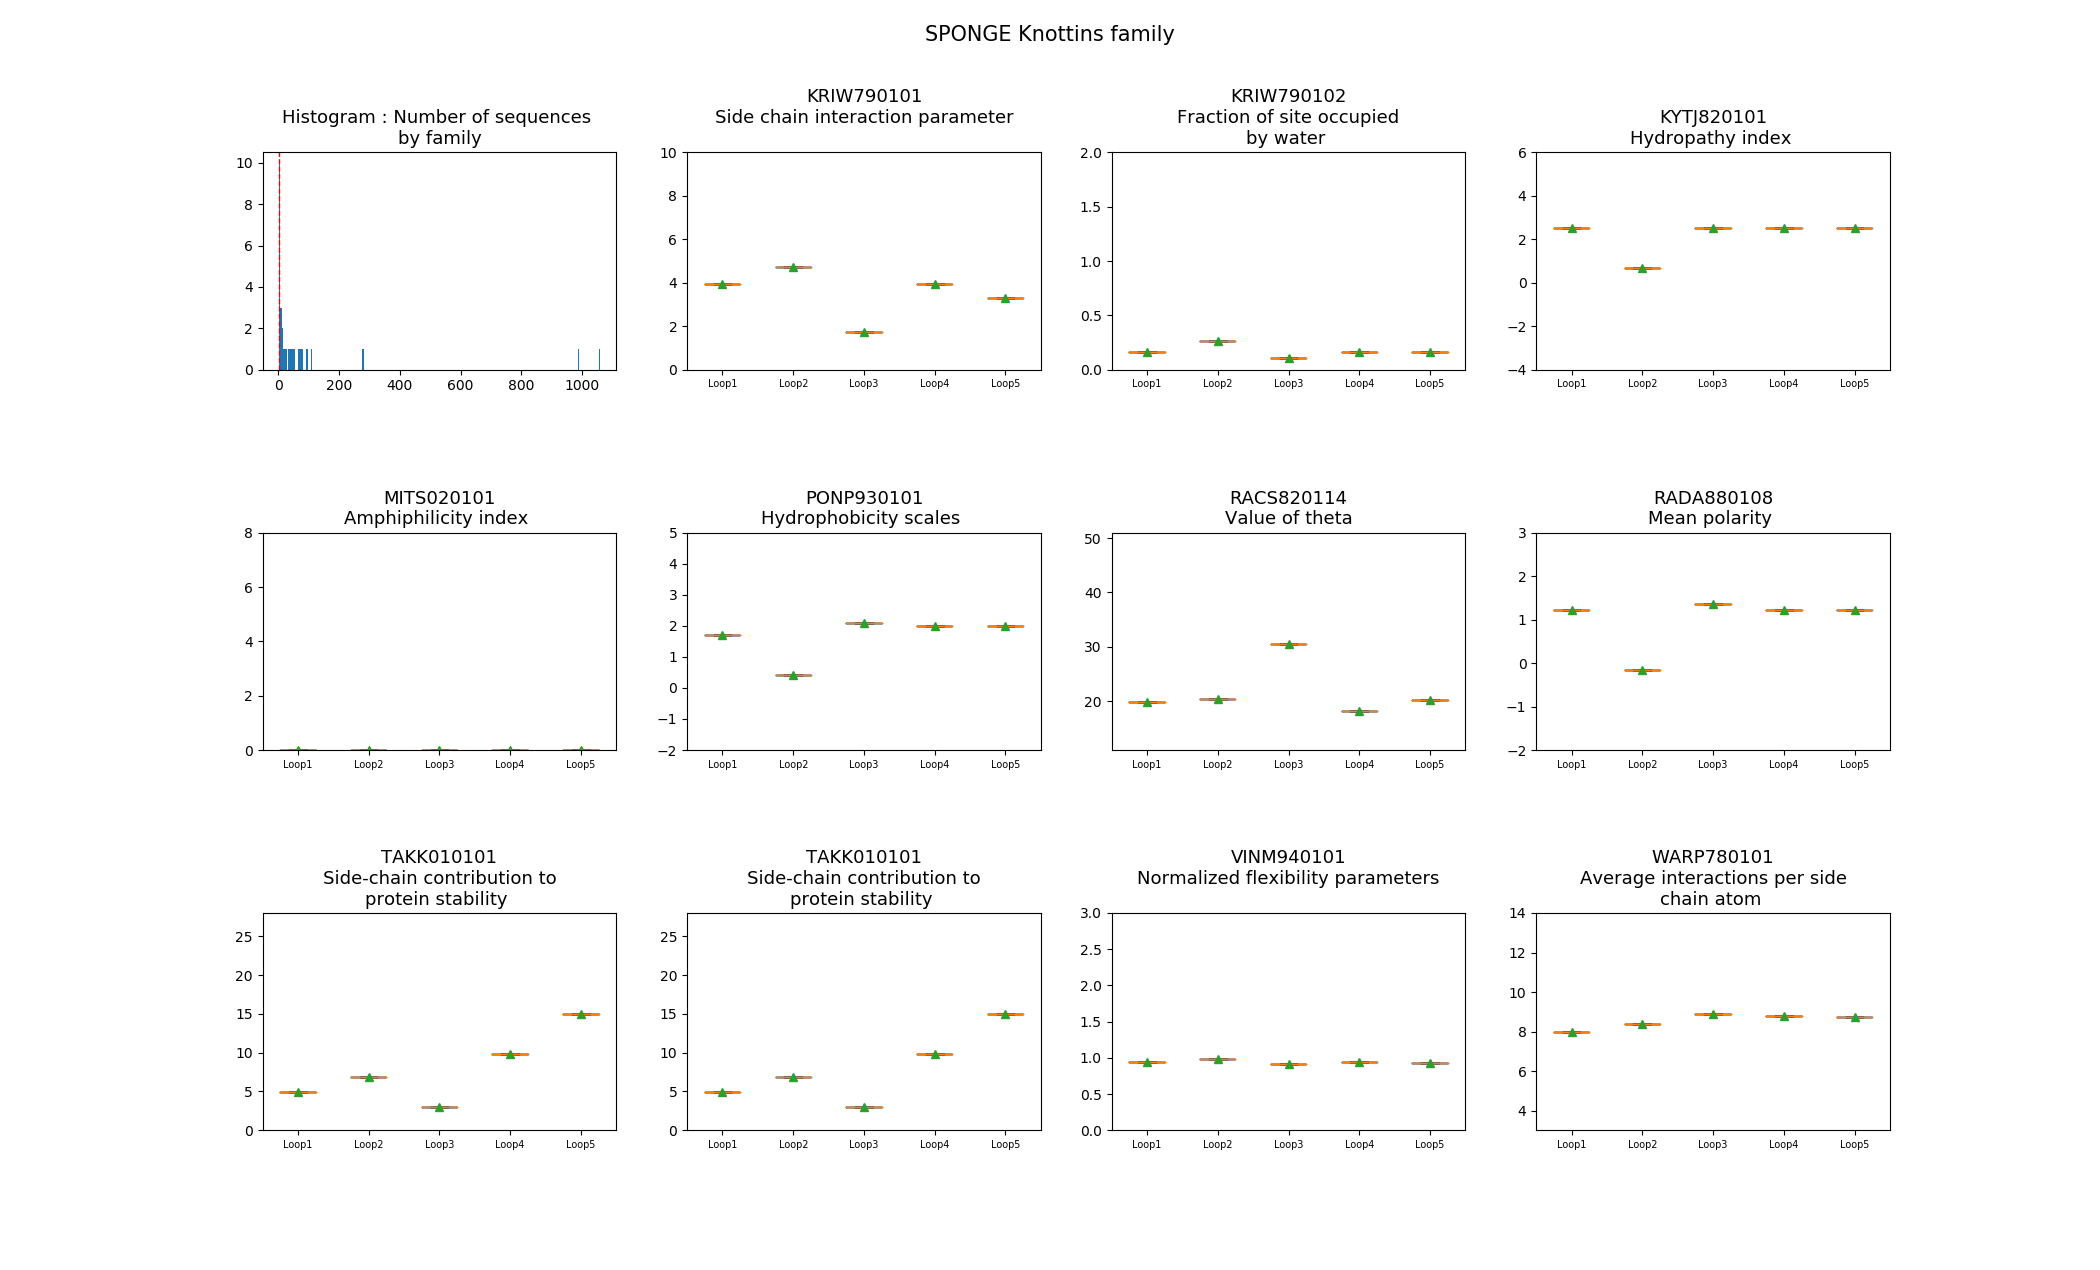 SPONGE Knottins family
Histogram : Number of sequences
by family
10
8
6
4
2
0
0 200 400 600 800 1000
KRIW790101
Side chain interaction parameter
10
8
6
4
2
0
Loop1 Loop2 Loop3 Loop4 Loop5
KRIW790102
Fraction of site occupied
by water
2.0
1.5
1.0
0.5
0.0
Loop1 Loop2 Loop3 Loop4 Loop5
KYTJ820101
Hydropathy index
6
4
2
0
−2
−4
Loop1 Loop2 Loop3 Loop4 Loop5
MITS020101
Amphiphilicity index
8
6
4
2
0
Loop1 Loop2 Loop3 Loop4 Loop5
PONP930101
Hydrophobicity scales
5
4
3
2
1
0
−1
−2
Loop1 Loop2 Loop3 Loop4 Loop5
RACS820114
Value of theta
50
40
30
20
Loop1 Loop2 Loop3 Loop4 Loop5
RADA880108
Mean polarity
3
2
1
0
−1
−2
Loop1 Loop2 Loop3 Loop4 Loop5
TAKK010101
Side-chain contribution to
protein stability
25
20
15
10
5
0
Loop1 Loop2 Loop3 Loop4 Loop5
TAKK010101
Side-chain contribution to
protein stability
25
20
15
10
5
0
Loop1 Loop2 Loop3 Loop4 Loop5
VINM940101
Normalized flexibility parameters
3.0
2.5
2.0
1.5
1.0
0.5
0.0
Loop1 Loop2 Loop3 Loop4 Loop5
WARP780101
Average interactions per side
chain atom
14
12
10
8
6
4
Loop1 Loop2 Loop3 Loop4 Loop5